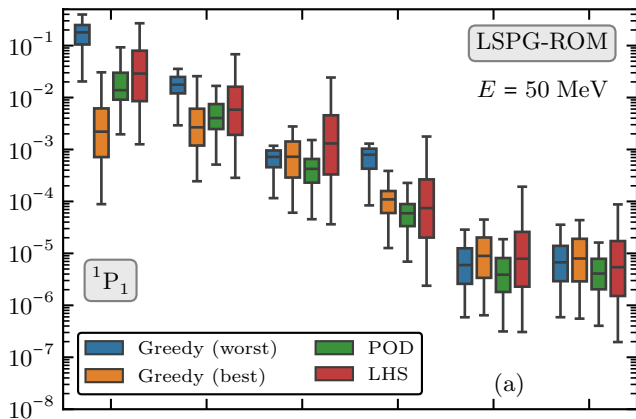 10⁻¹
10⁻²
10⁻³
10⁻⁴
10⁻⁵
10⁻⁶
10⁻⁷
10⁻⁸
LSPG-ROM
E = 50 MeV
¹P₁
Greedy (worst)
Greedy (best)
POD
LHS
(a)